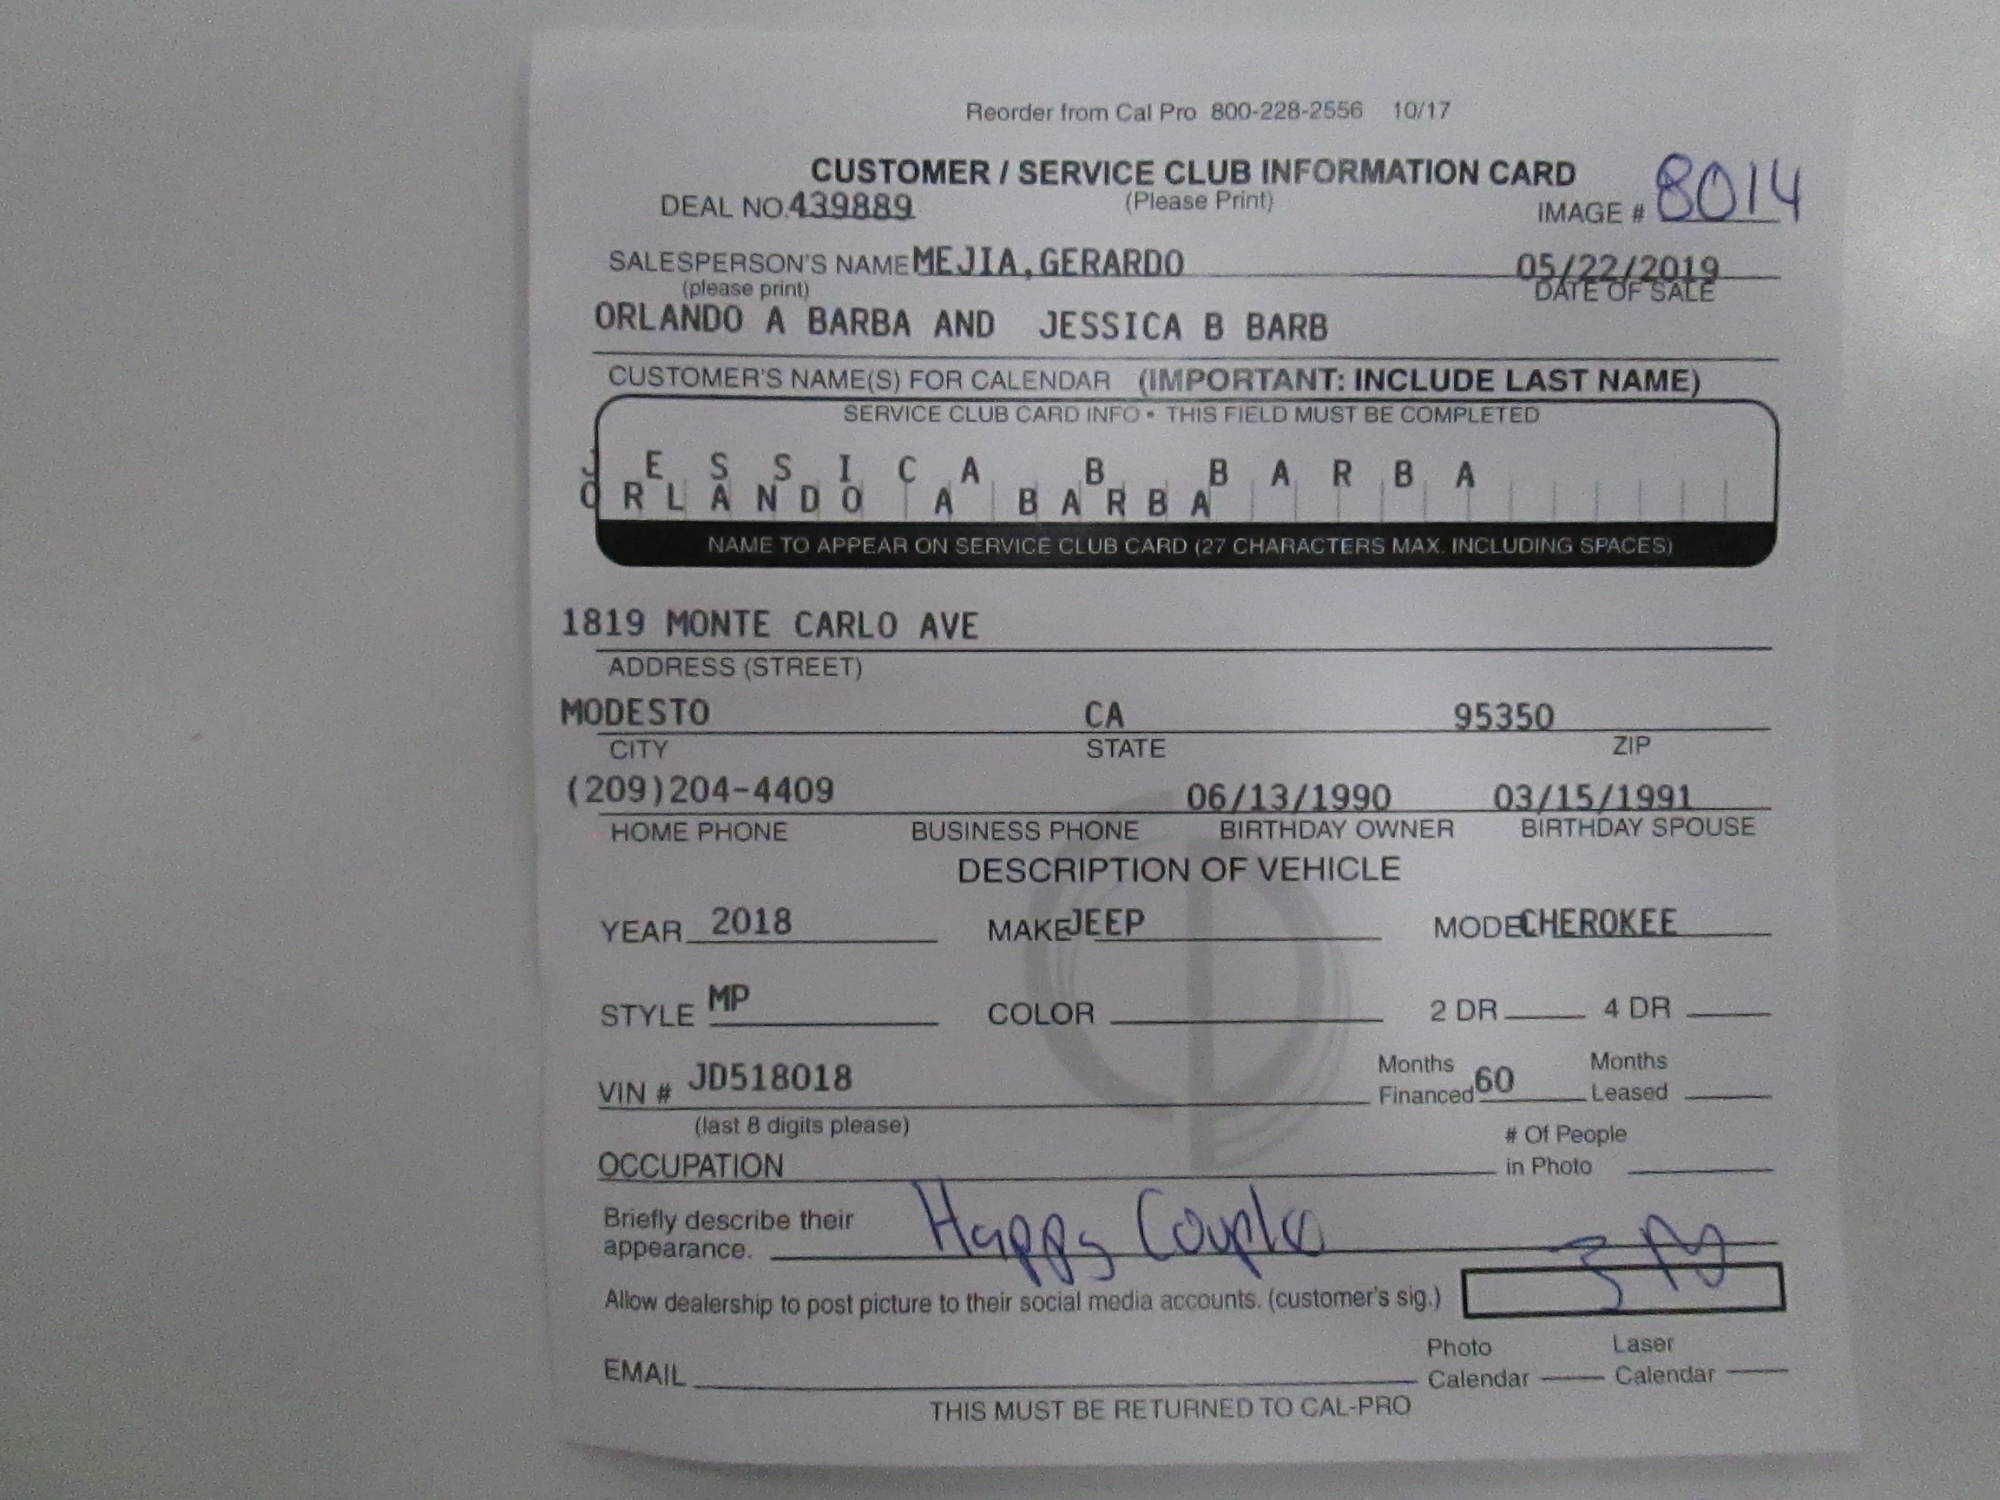 Reorder from Cal Pro 800-228-2556 10/17
CUSTOMER / SERVICE CLUB INFORMATION CARD
DEAL NO. 439889 (Please Print) IMAGE # 8014
SALESPERSON'S NAME MEJIA, GERARDO 05/22/2019
(please print) DATE OF SALE
ORLANDO A BARBA AND JESSICA B BARB
CUSTOMER'S NAME(S) FOR CALENDAR (IMPORTANT: INCLUDE LAST NAME)
SERVICE CLUB CARD INFO • THIS FIELD MUST BE COMPLETED
JESSICA B BARBA
ORLANDO A BARBA
NAME TO APPEAR ON SERVICE CLUB CARD (27 CHARACTERS MAX. INCLUDING SPACES)
1819 MONTE CARLO AVE
ADDRESS (STREET)
MODESTO CA 95350
CITY STATE ZIP
(209)204-4409 06/13/1990 03/15/1991
HOME PHONE BUSINESS PHONE BIRTHDAY OWNER BIRTHDAY SPOUSE
DESCRIPTION OF VEHICLE
YEAR 2018 MAKE JEEP MODE CHEROKEE
STYLE MP COLOR 2 DR 4 DR
VIN # JD518018 Months Financed 60 Months Leased
(last 8 digits please)
OCCUPATION # Of People in Photo
Briefly describe their appearance. Happy Couple
Allow dealership to post picture to their social media accounts. (customer's sig.)
EMAIL Photo Calendar Laser Calendar
THIS MUST BE RETURNED TO CAL-PRO